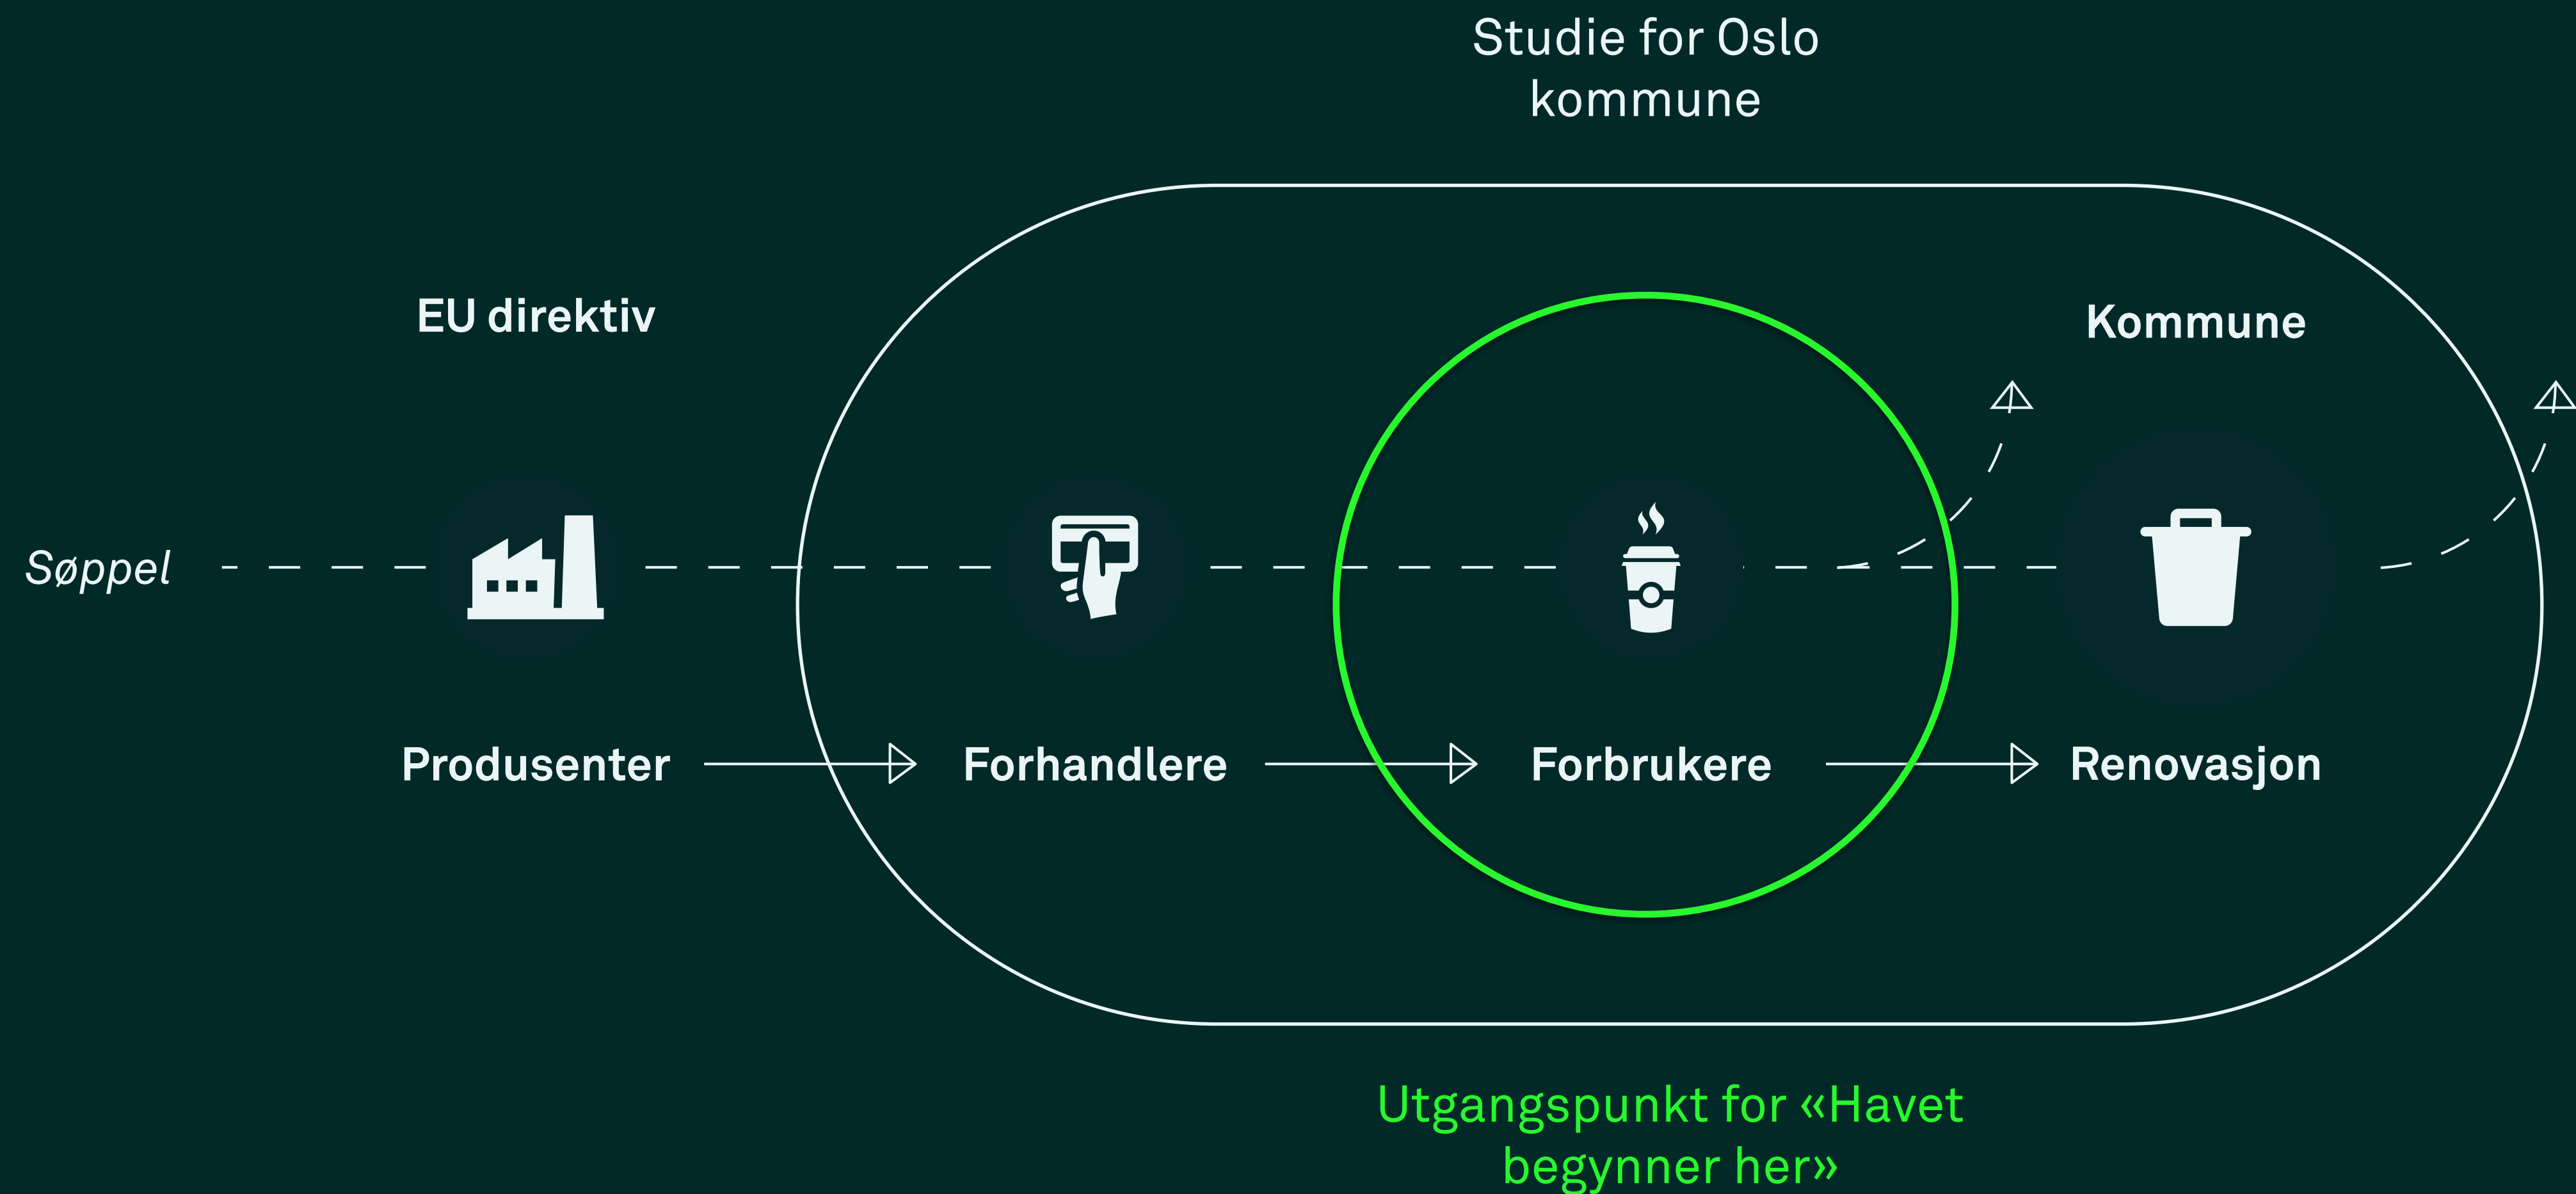 Studie for Oslo
kommune
EU direktiv
Kommune
Søppel
Produsenter
Forhandlere
Forbrukere
Renovasjon
Utgangspunkt for «Havet
begynner her»